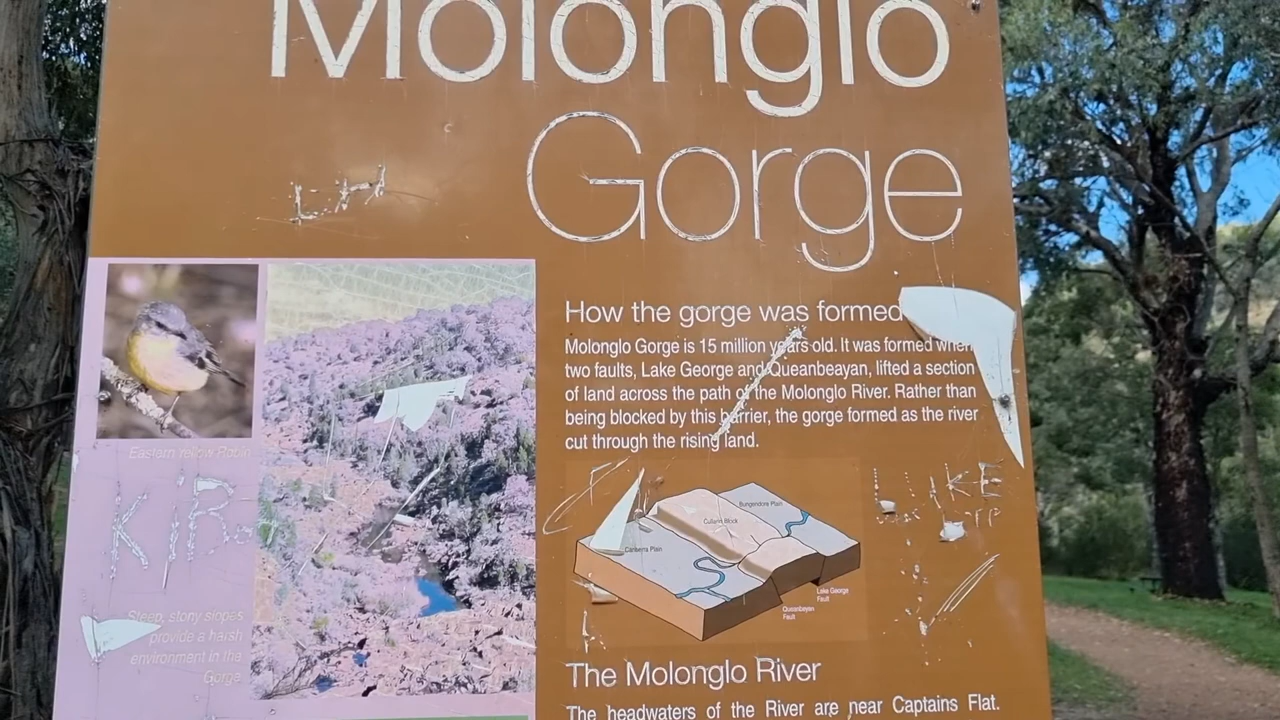 Molonglo
Gorge
How the gorge was formed
Molonglo Gorge is 15 million years old. It was formed when
two faults, Lake George and Queanbeyan, lifted a section
of land across the path of the Molonglo River. Rather than
being blocked by this barrier, the gorge formed as the river
cut through the rising land.
Eastern Yellow Robin
KiB
Steep, stony slopes
provide a harsh
environment in the
Gorge
Bungendore Plain
Cullarin Block
Canberra Plain
Lake George
Fault
Queanbeyan
Fault
The Molonglo River
The headwaters of the River are near Captains Flat.